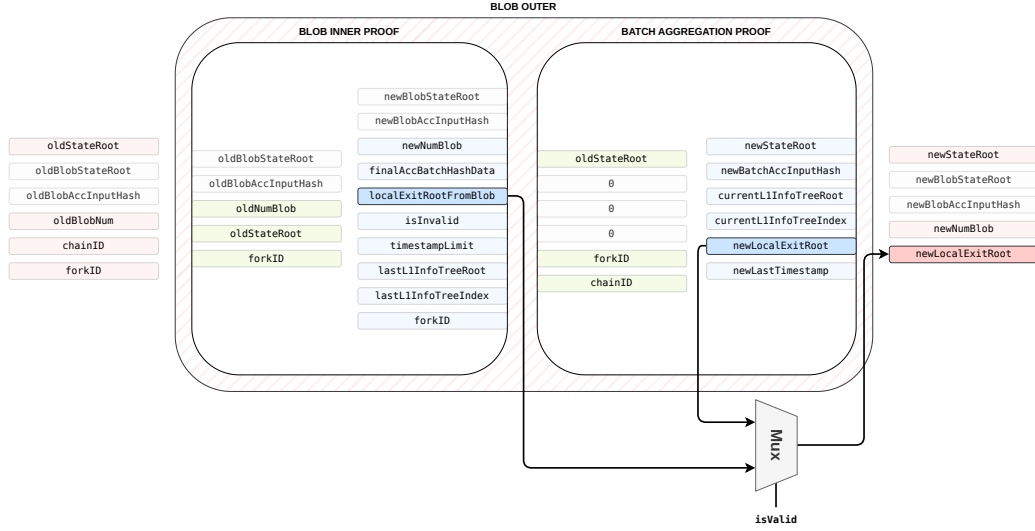 BLOB OUTER
BLOB INNER PROOF
BATCH AGGREGATION PROOF
oldStateRoot
oldBlobStateRoot
oldBlobAccInputHash
oldBlobNum
chainID
forkID
oldBlobStateRoot
oldBlobAccInputHash
oldNumBlob
oldStateRoot
forkID
newBlobStateRoot
newBlobAccInputHash
newNumBlob
finalAccBatchHashData
localExitRootFromBlob
isInvalid
timestampLimit
lastL1InfoTreeRoot
lastL1InfoTreeIndex
forkID
oldStateRoot
0
0
0
forkID
chainID
newStateRoot
newBatchAccInputHash
currentL1InfoTreeRoot
currentL1InfoTreeIndex
newLocalExitRoot
newLastTimestamp
newStateRoot
newBlobStateRoot
newBlobAccInputHash
newNumBlob
newLocalExitRoot
Mux
isValid